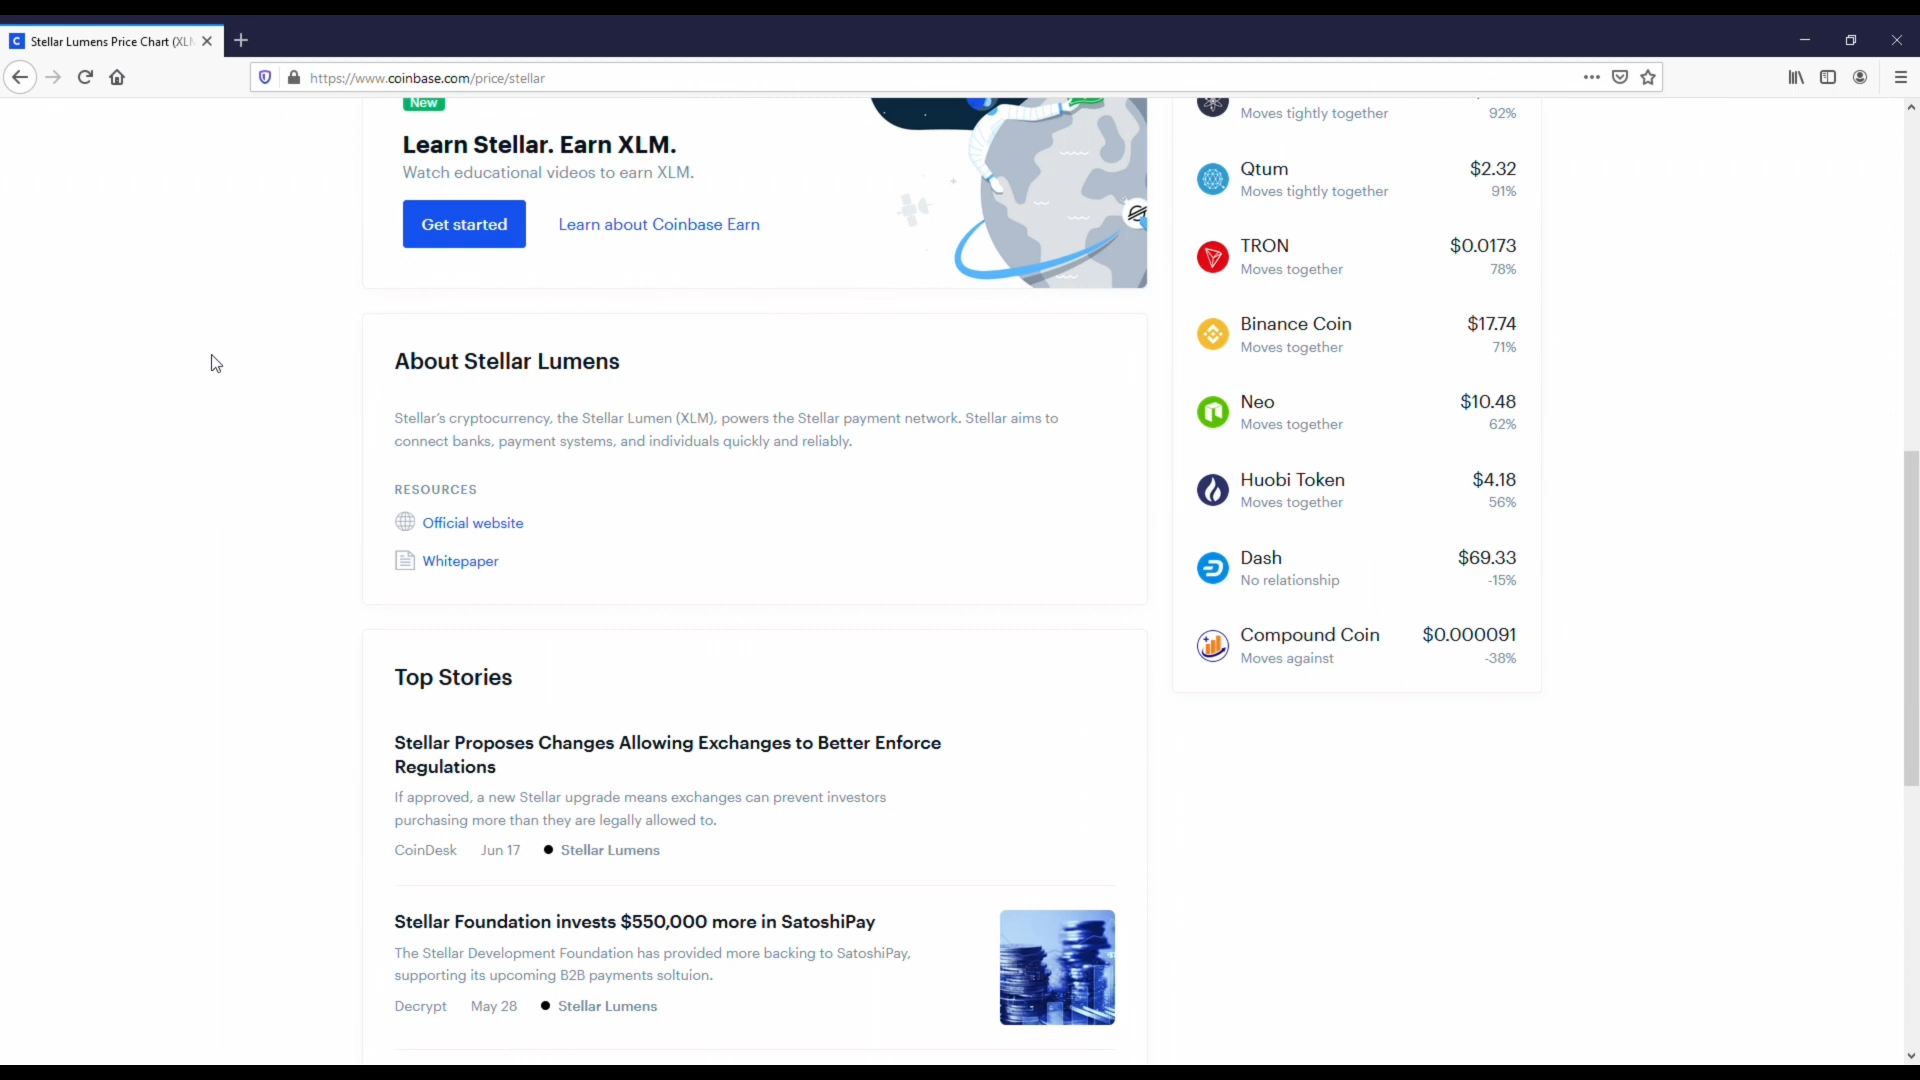 Stellar Lumens Price Chart (XLM
https://www.coinbase.com/price/stellar
New
Learn Stellar. Earn XLM.
Watch educational videos to earn XLM.
Get started
Learn about Coinbase Earn
About Stellar Lumens
Stellar's cryptocurrency, the Stellar Lumen (XLM), powers the Stellar payment network. Stellar aims to
connect banks, payment systems, and individuals quickly and reliably.
RESOURCES
Official website
Whitepaper
Top Stories
Stellar Proposes Changes Allowing Exchanges to Better Enforce
Regulations
If approved, a new Stellar upgrade means exchanges can prevent investors
purchasing more than they are legally allowed to.
CoinDesk Jun 17 Stellar Lumens
Stellar Foundation invests $550,000 more in SatoshiPay
The Stellar Development Foundation has provided more backing to SatoshiPay,
supporting its upcoming B2B payments soltuion.
Decrypt May 28 Stellar Lumens
Moves tightly together 92%
Qtum $2.32
Moves tightly together 91%
TRON $0.0173
Moves together 78%
Binance Coin $17.74
Moves together 71%
Neo $10.48
Moves together 62%
Huobi Token $4.18
Moves together 56%
Dash $69.33
No relationship -15%
Compound Coin $0.000091
Moves against -38%